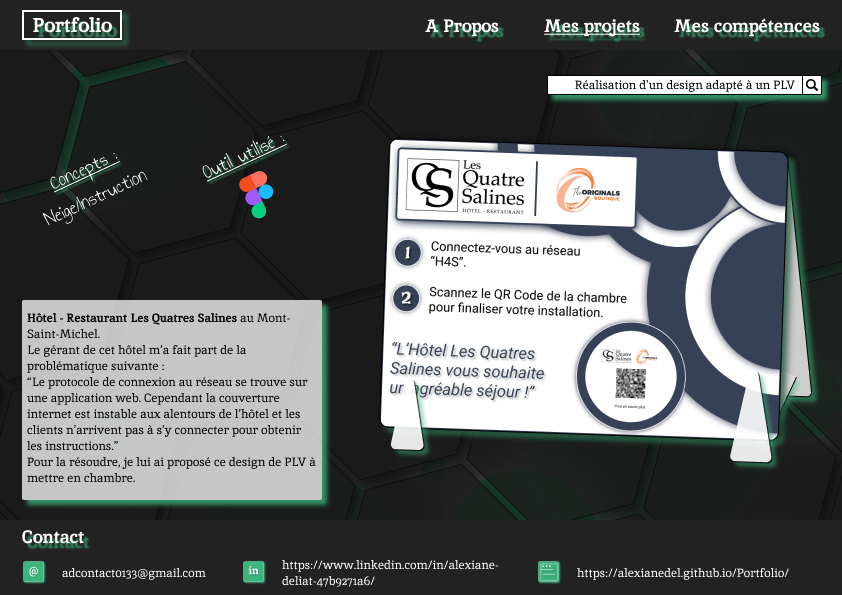 Portfolio
A Propos
Mes projets
Mes compétences
Réalisation d'un design adapté à un PLV
Concepts :
Neige/Instruction
Outil utilisé :
Hôtel - Restaurant Les Quatres Salines au Mont-
Saint-Michel.
Le gérant de cet hôtel m'a fait part de la
problématique suivante :
“Le protocole de connexion au réseau se trouve sur
une application web. Cependant la couverture
internet est instable aux alentours de l'hôtel et les
clients n'arrivent pas à s'y connecter pour obtenir
les instructions.”
Pour la résoudre, je lui ai proposé ce design de PLV à
mettre en chambre.
Les
Quatre
Salines
HÔTEL - RESTAURANT
The ORIGINALS
BOUTIQUE
1
Connectez-vous au réseau
“H4S”.
2
Scannez le QR Code de la chambre
pour finaliser votre installation.
“L'Hôtel Les Quatres
Salines vous souhaite
un agréable séjour !”
Pour en savoir plus
Contact
@
adcontact0133@gmail.com
in
https://www.linkedin.com/in/alexiane-
deliat-47b9271a6/
https://alexianedel.github.io/Portfolio/